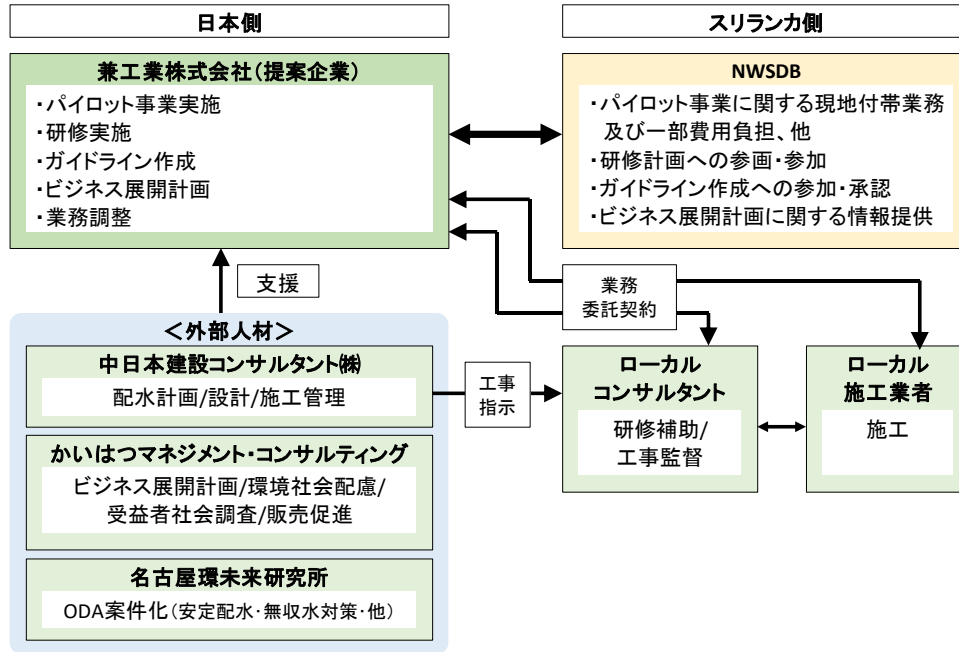 日本側
スリランカ側
兼工業株式会社(提案企業)
・パイロット事業実施
・研修実施
・ガイドライン作成
・ビジネス展開計画
・業務調整
NWSDB
・パイロット事業に関する現地付帯業務
及び一部費用負担、他
・研修計画への参画・参加
・ガイドライン作成への参加・承認
・ビジネス展開計画に関する情報提供
支援
業務
委託契約
＜外部人材＞
中日本建設コンサルタント㈱
配水計画/設計/施工管理
工事
指示
ローカル
コンサルタント
研修補助/
工事監督
ローカル
施工業者
施工
かいはつマネジメント・コンサルティング
ビジネス展開計画/環境社会配慮/
受益者社会調査/販売促進
名古屋環未来研究所
ODA案件化(安定配水・無収水対策・他)